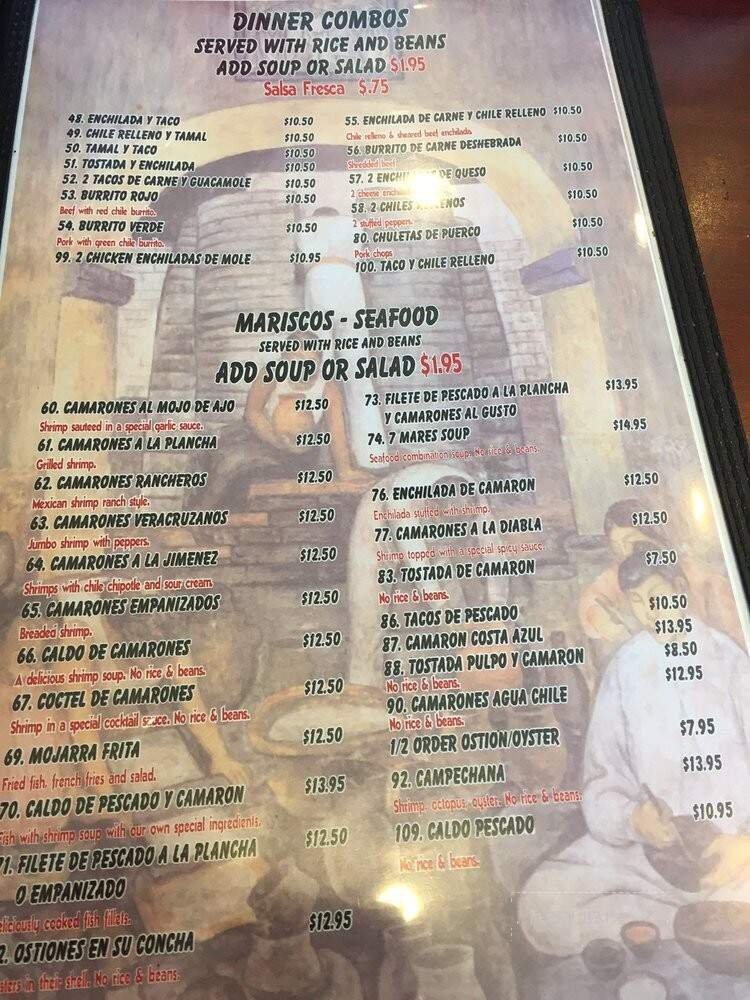 DINNER COMBOS
SERVED WITH RICE AND BEANS
ADD SOUP OR SALAD $1.95
Salsa Fresca $.75
48. ENCHILADA Y TACO $10.50
49. CHILE RELLENO Y TAMAL $10.50
50. TAMAL Y TACO $10.50
51. TOSTADA Y ENCHILADA $10.50
52. 2 TACOS DE CARNE Y GUACAMOLE $10.50
53. BURRITO ROJO $10.50
Beef with red chile burrito.
54. BURRITO VERDE $10.50
Pork with green chile burrito.
99. 2 CHICKEN ENCHILADAS DE MOLE $10.95
55. ENCHILADA DE CARNE Y CHILE RELLENO $10.50
Chile relleno & sheared beef enchilada
56. BURRITO DE CARNE DESHEBRADA $10.50
Shredded beef
57. 2 DE QUESO $10.50
2 cheese
58. 2 CHILES $10.50
2 stuffed peppers.
80. CHULETAS DE PUERCO $10.50
Pork chops
100. TACO Y CHILE RELLENO $10.50
MARISCOS - SEAFOOD
SERVED WITH RICE AND BEANS
ADD SOUP OR SALAD $1.95
60. CAMARONES AL MOJO DE AJO $12.50
Shrimp sauteed in a special garlic sauce.
61. CAMARONES A LA PLANCHA $12.50
Grilled shrimp.
62. CAMARONES RANCHEROS $12.50
Mexican shrimp ranch style.
63. CAMARONES VERACRUZANOS $12.50
Jumbo shrimp with peppers.
64. CAMARONES A LA JIMENEZ $12.50
Shrimps with chile chipotle and sour cream
65. CAMARONES EMPANIZADOS $12.50
Breaded shrimp.
66. CALDO DE CAMARONES $12.50
A delicious shrimp soup. No rice & beans.
67. COCTEL DE CAMARONES $12.50
Shrimp in a special cocktail sauce. No rice & beans.
69. MOJARRA FRITA $12.50
Fried fish, french fries and salad.
70. CALDO DE PESCADO Y CAMARON $13.95
Fish with shrimp soup with our own special ingredients.
71. FILETE DE PESCADO A LA PLANCHA $12.50
O EMPANIZADO
eliciously cooked fish fillets.
2. OSTIONES EN SU CONCHA $12.95
sters in their shell. No rice & beans.
73. FILETE DE PESCADO A LA PLANCHA $13.95
Y CAMARONES AL GUSTO
74. 7 MARES SOUP $14.95
Seafood combination soup. No rice & beans.
76. ENCHILADA DE CAMARON $12.50
Enchilada stuffed with shrimp.
77. CAMARONES A LA DIABLA $12.50
Shrimp topped with a special spicy sauce.
83. TOSTADA DE CAMARON $7.50
No rice & beans.
86. TACOS DE PESCADO $10.50
87. CAMARON COSTA AZUL $13.95
88. TOSTADA PULPO Y CAMARON $8.50
No rice & beans.
90. CAMARONES AGUA CHILE $12.95
No rice & beans.
1/2 ORDER OSTION/OYSTER $7.95
92. CAMPECHANA $13.95
Shrimp, octopus, oyster. No rice & beans.
109. CALDO PESCADO $10.95
No rice & beans.